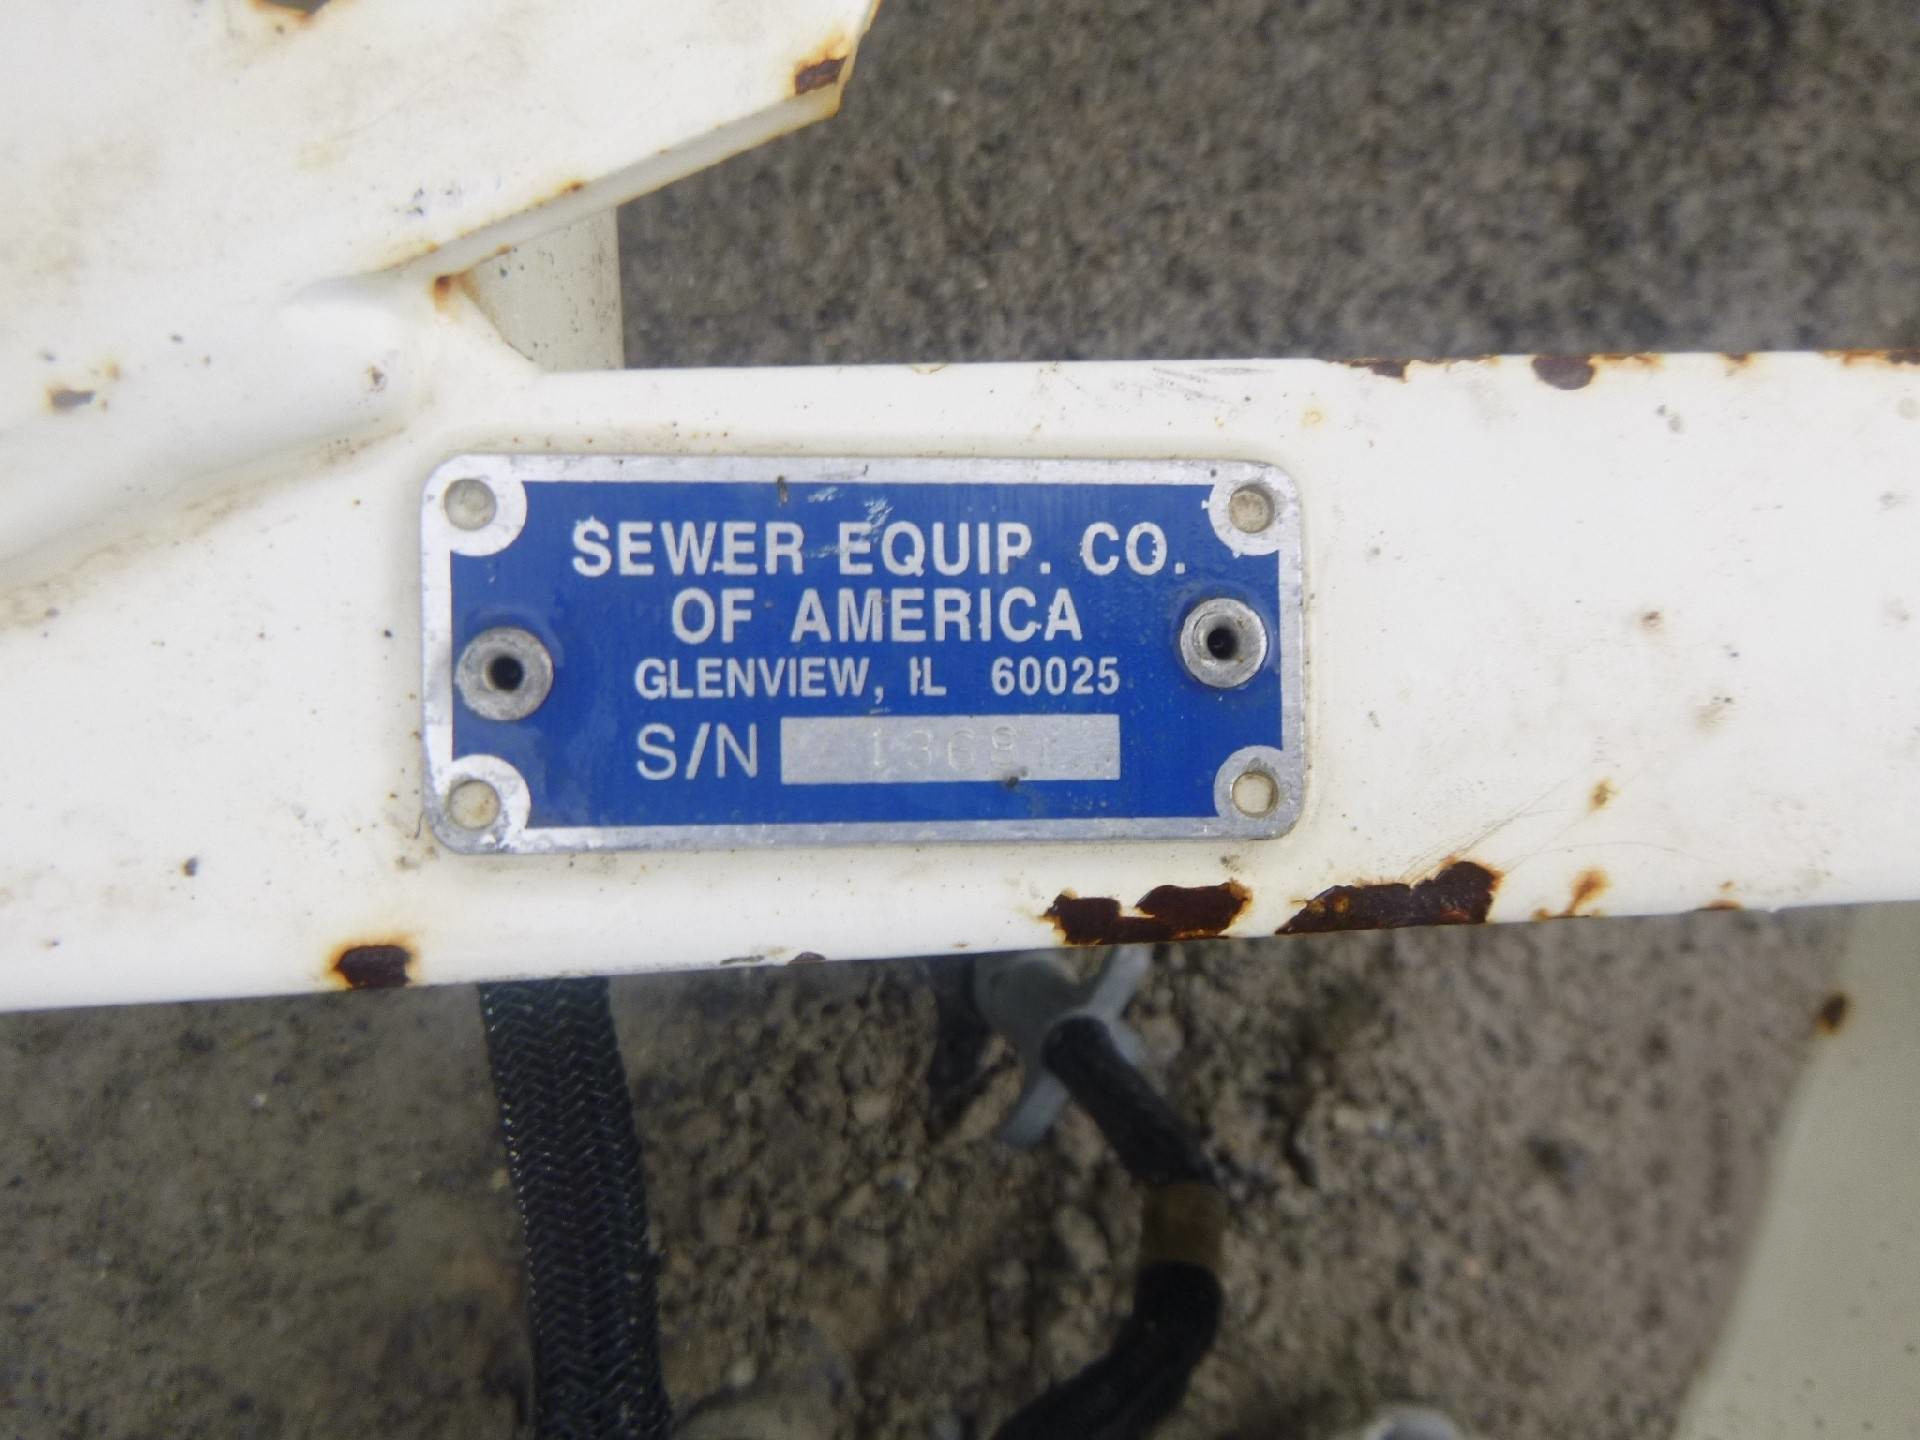 SEWER EQUIP. CO.
OF AMERICA
GLENVIEW, IL 60025
S/N